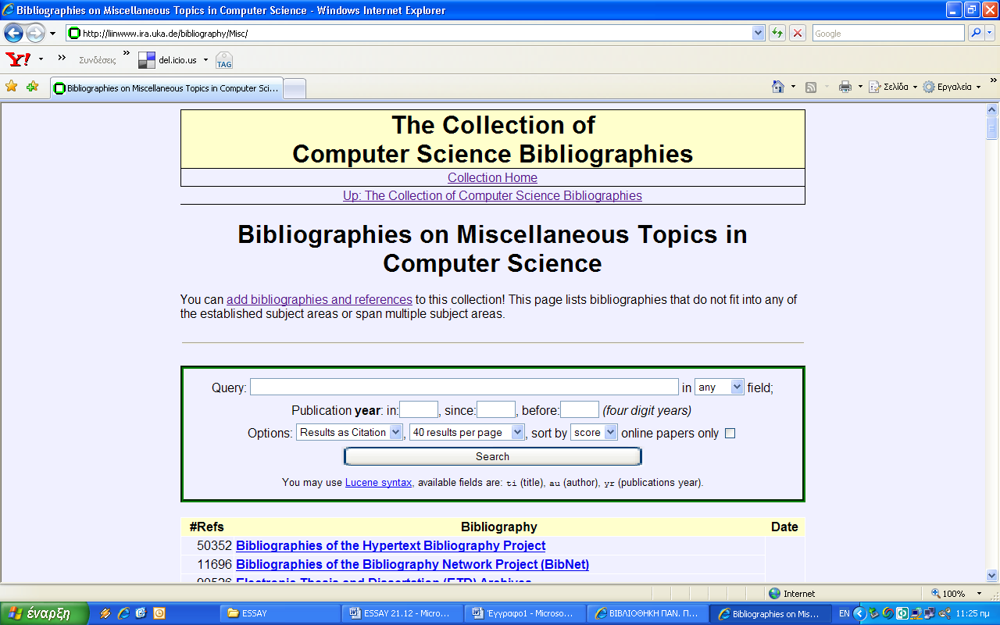 Bibliographies on Miscellaneous Topics in Computer Science - Windows Internet Explorer
http://liinwww.ira.uka.de/bibliography/Misc/
Google
Y! » Συνδέσεις » del.icio.us TAG
Bibliographies on Miscellaneous Topics in Computer Sci... Σελίδα Εργαλεία »
The Collection of
Computer Science Bibliographies
Collection Home
Up: The Collection of Computer Science Bibliographies
Bibliographies on Miscellaneous Topics in
Computer Science
You can add bibliographies and references to this collection! This page lists bibliographies that do not fit into any of
the established subject areas or span multiple subject areas.
Query: in any field;
Publication year: in: , since: , before: (four digit years)
Options: Results as Citation , 40 results per page , sort by score online papers only
Search
You may use Lucene syntax, available fields are: ti (title), au (author), yr (publications year).
#Refs Bibliography Date
50352 Bibliographies of the Hypertext Bibliography Project
11696 Bibliographies of the Bibliography Network Project (BibNet)
90526 Electronic Thesis and Dissertation (ETD) Archives
Internet 100%
έναρξη ESSAY ESSAY 21.12 - Micro... Έγγραφο1 - Microso... ΒΙΒΛΙΟΘΗΚΗ ΠΑΝ. Π... Bibliographies on Mis... EN 11:25 πμ